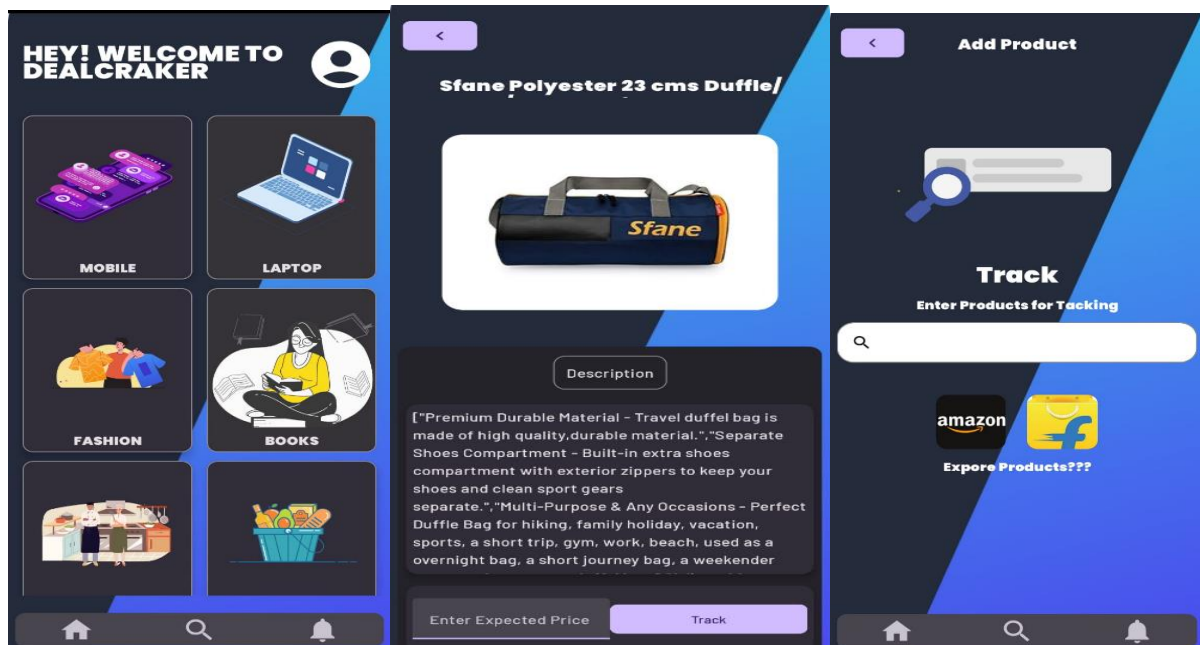 HEY! WELCOME TO
DEALCRAKER
MOBILE
LAPTOP
FASHION
BOOKS
<
Sfane Polyester 23 cms Duffle/
Sfane
Description
["Premium Durable Material - Travel duffel bag is
made of high quality,durable material.","Separate
Shoes Compartment - Built-in extra shoes
compartment with exterior zippers to keep your
shoes and clean sport gears
separate.","Multi-Purpose & Any Occasions - Perfect
Duffle Bag for hiking, family holiday, vacation,
sports, a short trip, gym, work, beach, used as a
overnight bag, a short journey bag, a weekender
Enter Expected Price
Track
<
Add Product
Track
Enter Products for Tacking
amazon
Expore Products???